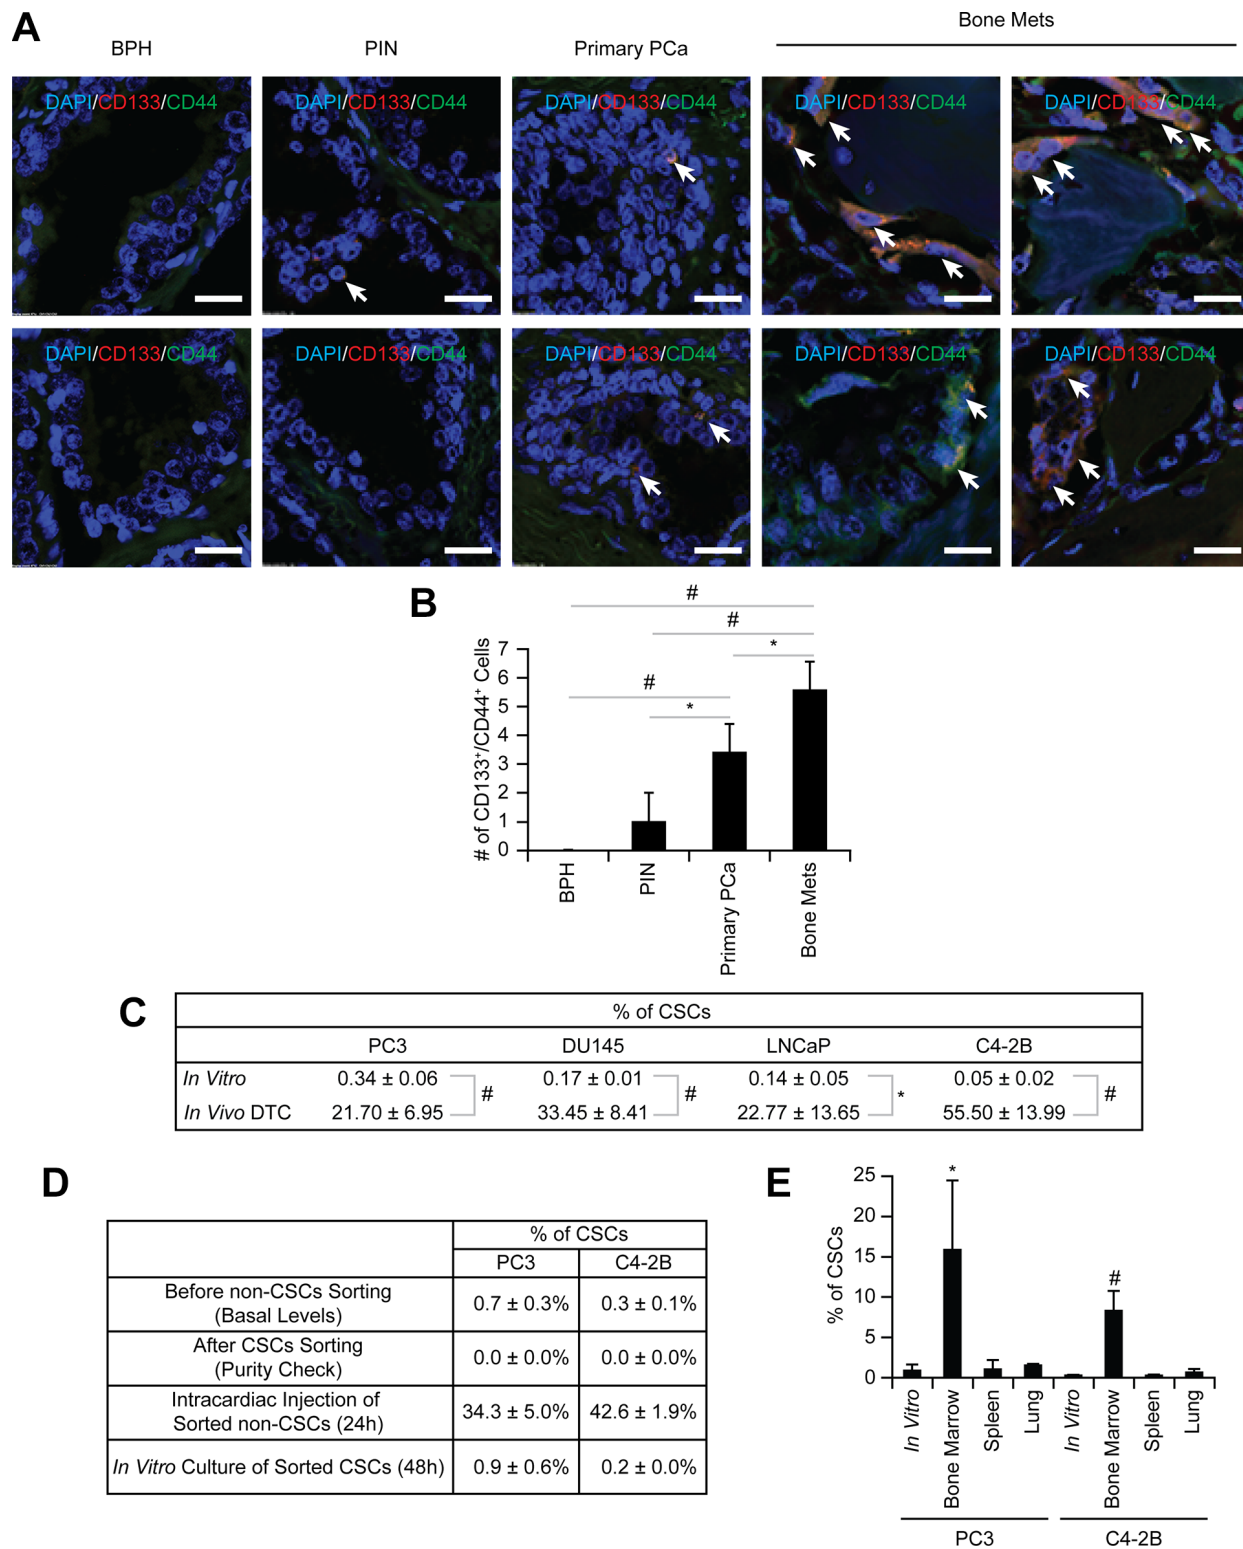 A
BPH
PIN
Primary PCa
Bone Mets
DAPI/CD133/CD44
DAPI/CD133/CD44
DAPI/CD133/CD44
DAPI/CD133/CD44
DAPI/CD133/CD44
DAPI/CD133/CD44
DAPI/CD133/CD44
DAPI/CD133/CD44
DAPI/CD133/CD44
DAPI/CD133/CD44
B
# of CD133⁺/CD44⁺ Cells
7
6
5
4
3
2
1
0
#
#
*
#
*
BPH
PIN
Primary PCa
Bone Mets
C
% of CSCs
PC3 DU145 LNCaP C4-2B
In Vitro 0.34 ± 0.06 0.17 ± 0.01 0.14 ± 0.05 0.05 ± 0.02
# # * #
In Vivo DTC 21.70 ± 6.95 33.45 ± 8.41 22.77 ± 13.65 55.50 ± 13.99
D
% of CSCs
PC3 C4-2B
Before non-CSCs Sorting
(Basal Levels)
0.7 ± 0.3% 0.3 ± 0.1%
After CSCs Sorting
(Purity Check)
0.0 ± 0.0% 0.0 ± 0.0%
Intracardiac Injection of
Sorted non-CSCs (24h)
34.3 ± 5.0% 42.6 ± 1.9%
In Vitro Culture of Sorted CSCs (48h) 0.9 ± 0.6% 0.2 ± 0.0%
E
% of CSCs
25
20
15
10
5
0
*
#
In Vitro
Bone Marrow
Spleen
Lung
In Vitro
Bone Marrow
Spleen
Lung
PC3
C4-2B